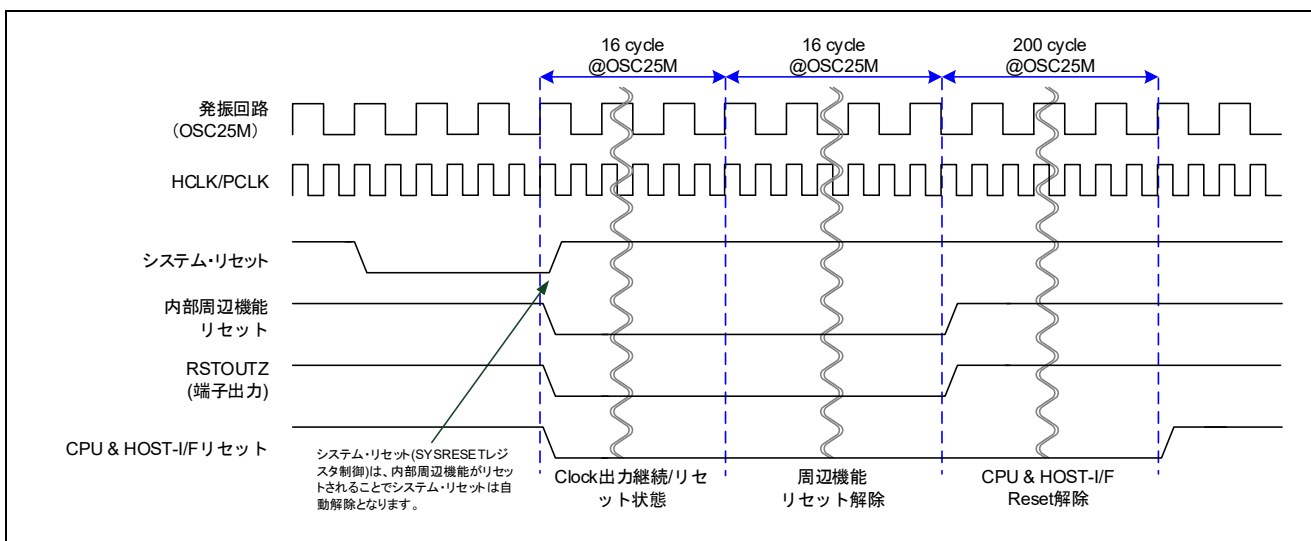 16 cycle
@OSC25M
16 cycle
@OSC25M
200 cycle
@OSC25M
発振回路
(OSC25M)
HCLK/PCLK
システム・リセット
内部周辺機能
リセット
RSTOUTZ
(端子出力)
CPU & HOST-I/Fリセット
システム・リセット(SYSRESETレジ
スタ制御)は、内部周辺機能がリセッ
トされることでシステム・リセットは自
動解除となります。
Clock出力継続/リセ
ット状態
周辺機能
リセット解除
CPU & HOST-I/F
Reset解除